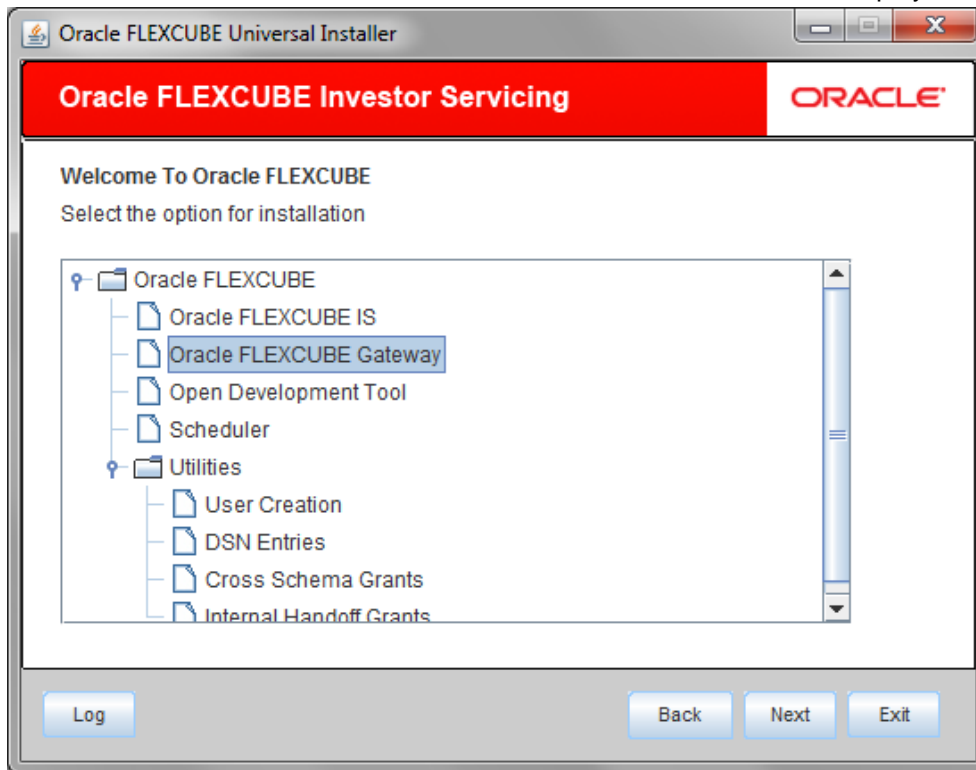 Oracle FLEXCUBE Universal Installer
Oracle FLEXCUBE Investor Servicing
ORACLE
Welcome To Oracle FLEXCUBE
Select the option for installation
Oracle FLEXCUBE
Oracle FLEXCUBE IS
Oracle FLEXCUBE Gateway
Open Development Tool
Scheduler
Utilities
User Creation
DSN Entries
Cross Schema Grants
Internal Handoff Grants
Log
Back
Next
Exit